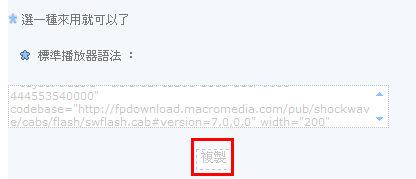 選一種來用就可以了
標準播放器語法 :
444553540000"
codebase="http://fpdownload.macromedia.com/pub/shockwav
e/cabs/flash/swflash.cab#version=7,0,0,0" width="200"
複製